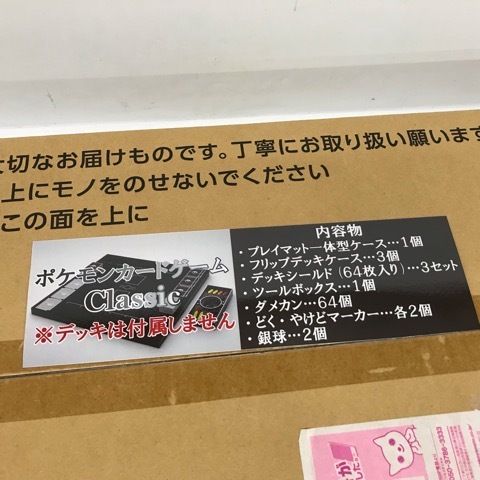 切なお届けものです。丁寧にお取り扱い願います
上にモノをのせないでください
この面を上に
ポケモンカードゲーム
Classic
※デッキは付属しません
内容物
・プレイマット一体型ケース…1個
・フリップデッキケース…3個
・デッキシールド(64枚入り)…3セット
・ツールボックス…1個
・ダメカン…64個
・どく・やけどマーカー…各2個
・銀球…2個